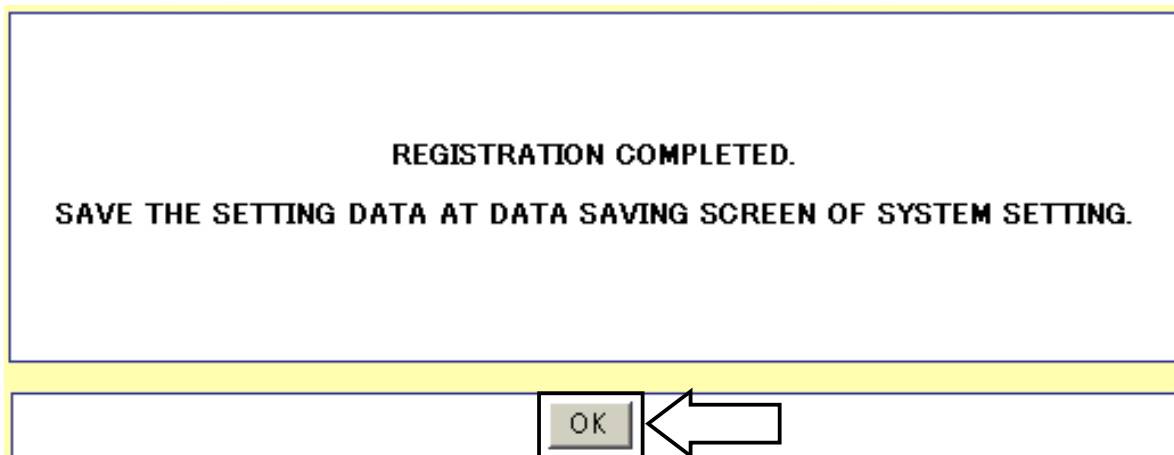 REGISTRATION COMPLETED.
SAVE THE SETTING DATA AT DATA SAVING SCREEN OF SYSTEM SETTING.
OK